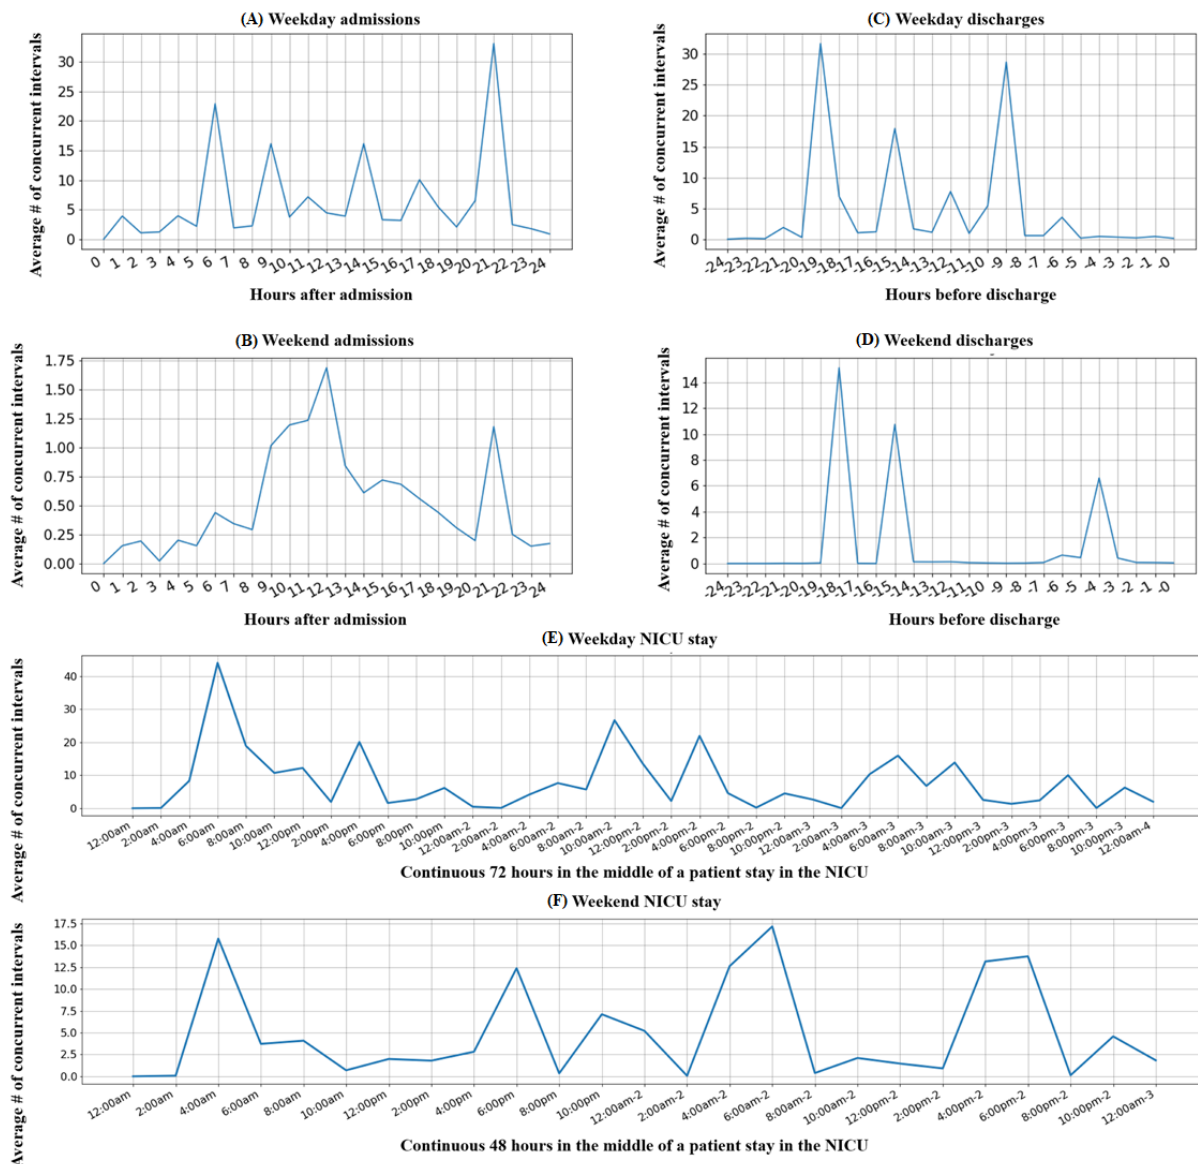 (A) Weekday admissions
Average # of concurrent intervals
30
25
20
15
10
5
0
0 1 2 3 4 5 6 7 8 9 10 11 12 13 14 15 16 17 18 19 20 21 22 23 24
Hours after admission
(C) Weekday discharges
Average # of concurrent intervals
30
25
20
15
10
5
0
-24 -23 -22 -21 -20 -19 -18 -17 -16 -15 -14 -13 -12 -11 -10 -9 -8 -7 -6 -5 -4 -3 -2 -1 -0
Hours before discharge
(B) Weekend admissions
Average # of concurrent intervals
1.75
1.50
1.25
1.00
0.75
0.50
0.25
0.00
0 1 2 3 4 5 6 7 8 9 10 11 12 13 14 15 16 17 18 19 20 21 22 23 24
Hours after admission
(D) Weekend discharges
Average # of concurrent intervals
14
12
10
8
6
4
2
0
-24 -23 -22 -21 -20 -19 -18 -17 -16 -15 -14 -13 -12 -11 -10 -9 -8 -7 -6 -5 -4 -3 -2 -1 -0
Hours before discharge
(E) Weekday NICU stay
Average # of concurrent intervals
40
30
20
10
0
12:00am 2:00am 4:00am 6:00am 8:00am 10:00am 12:00pm 2:00pm 4:00pm 6:00pm 8:00pm 10:00pm 12:00am-2 2:00am-2 4:00am-2 6:00am-2 8:00am-2 10:00am-2 12:00pm-2 2:00pm-2 4:00pm-2 6:00pm-2 8:00pm-2 10:00pm-2 12:00am-3 2:00am-3 4:00am-3 6:00am-3 8:00am-3 10:00am-3 12:00pm-3 2:00pm-3 4:00pm-3 6:00pm-3 8:00pm-3 10:00pm-3 12:00am-4
Continuous 72 hours in the middle of a patient stay in the NICU
(F) Weekend NICU stay
Average # of concurrent intervals
17.5
15.0
12.5
10.0
7.5
5.0
2.5
0.0
12:00am 2:00am 4:00am 6:00am 8:00am 10:00am 12:00pm 2:00pm 4:00pm 6:00pm 8:00pm 10:00pm 12:00am-2 2:00am-2 4:00am-2 6:00am-2 8:00am-2 10:00am-2 12:00pm-2 2:00pm-2 4:00pm-2 6:00pm-2 8:00pm-2 10:00pm-2 12:00am-3
Continuous 48 hours in the middle of a patient stay in the NICU